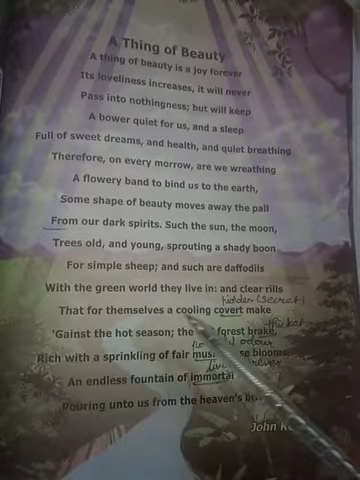 A Thing of Beauty
A thing of beauty is a joy forever
Its loveliness increases, it will never
Pass into nothingness; but will keep
A bower quiet for us, and a sleep
Full of sweet dreams, and health, and quiet breathing
Therefore, on every morrow, are we wreathing
A flowery band to bind us to the earth,
Some shape of beauty moves away the pall
From our dark spirits. Such the sun, the moon,
Trees old, and young, sprouting a shady boon
For simple sheep; and such are daffodils
With the green world they live in: and clear rills
hidden (secret)
That for themselves a cooling covert make
thicket
'Gainst the hot season; the forest brake,
odour
Rich with a sprinkling of fair blooms
An endless fountain of immortal
Pouring unto us from the heaven's
John